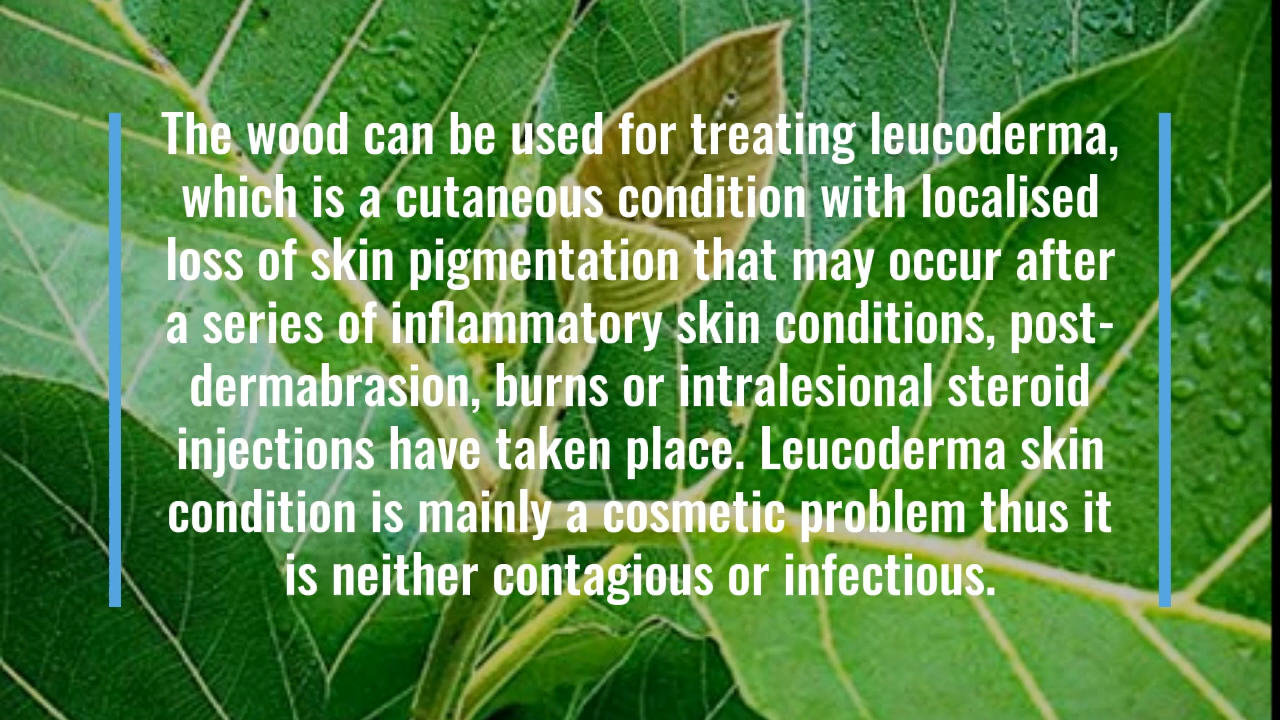 The wood can be used for treating leucoderma,
which is a cutaneous condition with localised
loss of skin pigmentation that may occur after
a series of inflammatory skin conditions, post-
dermabrasion, burns or intralesional steroid
injections have taken place. Leucoderma skin
condition is mainly a cosmetic problem thus it
is neither contagious or infectious.